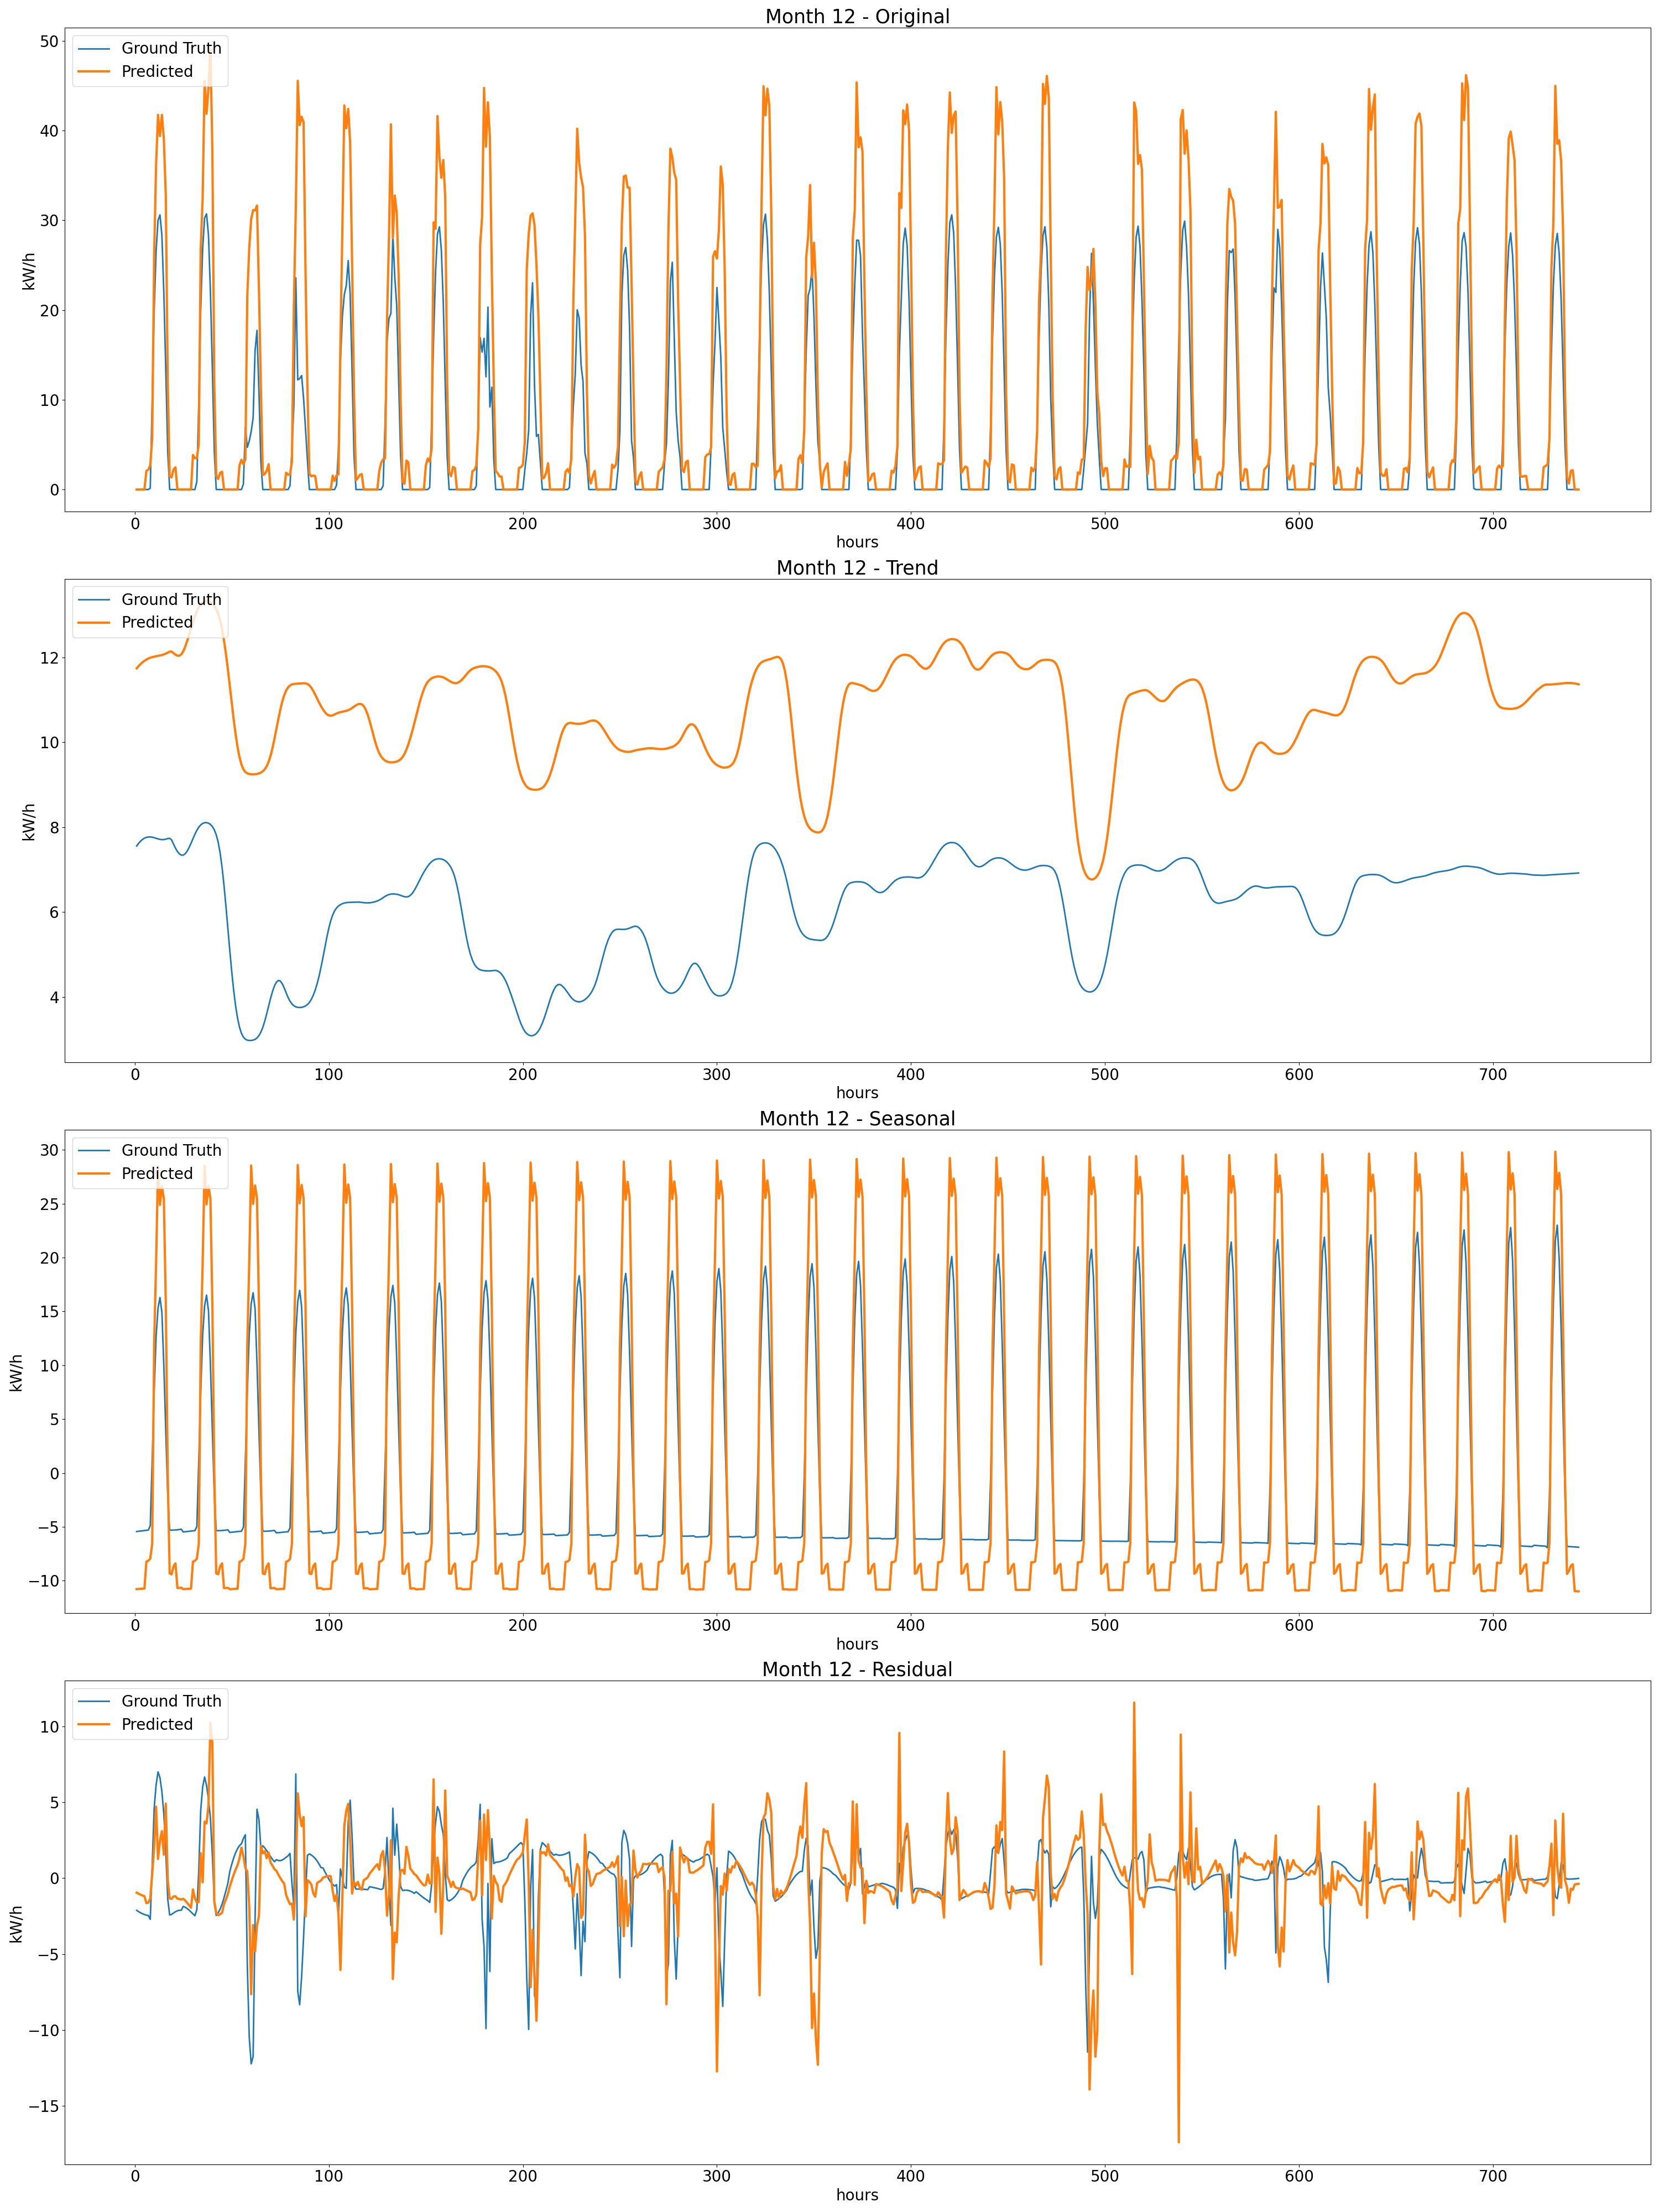 Month 12 - Original
Ground Truth
Predicted
kW/h
50
40
30
20
10
0
0 100 200 300 400 500 600 700
hours
Month 12 - Trend
Ground Truth
Predicted
kW/h
12
10
8
6
4
0 100 200 300 400 500 600 700
hours
Month 12 - Seasonal
Ground Truth
Predicted
kW/h
30
25
20
15
10
5
0
−5
−10
0 100 200 300 400 500 600 700
hours
Month 12 - Residual
Ground Truth
Predicted
kW/h
10
5
0
−5
−10
−15
0 100 200 300 400 500 600 700
hours